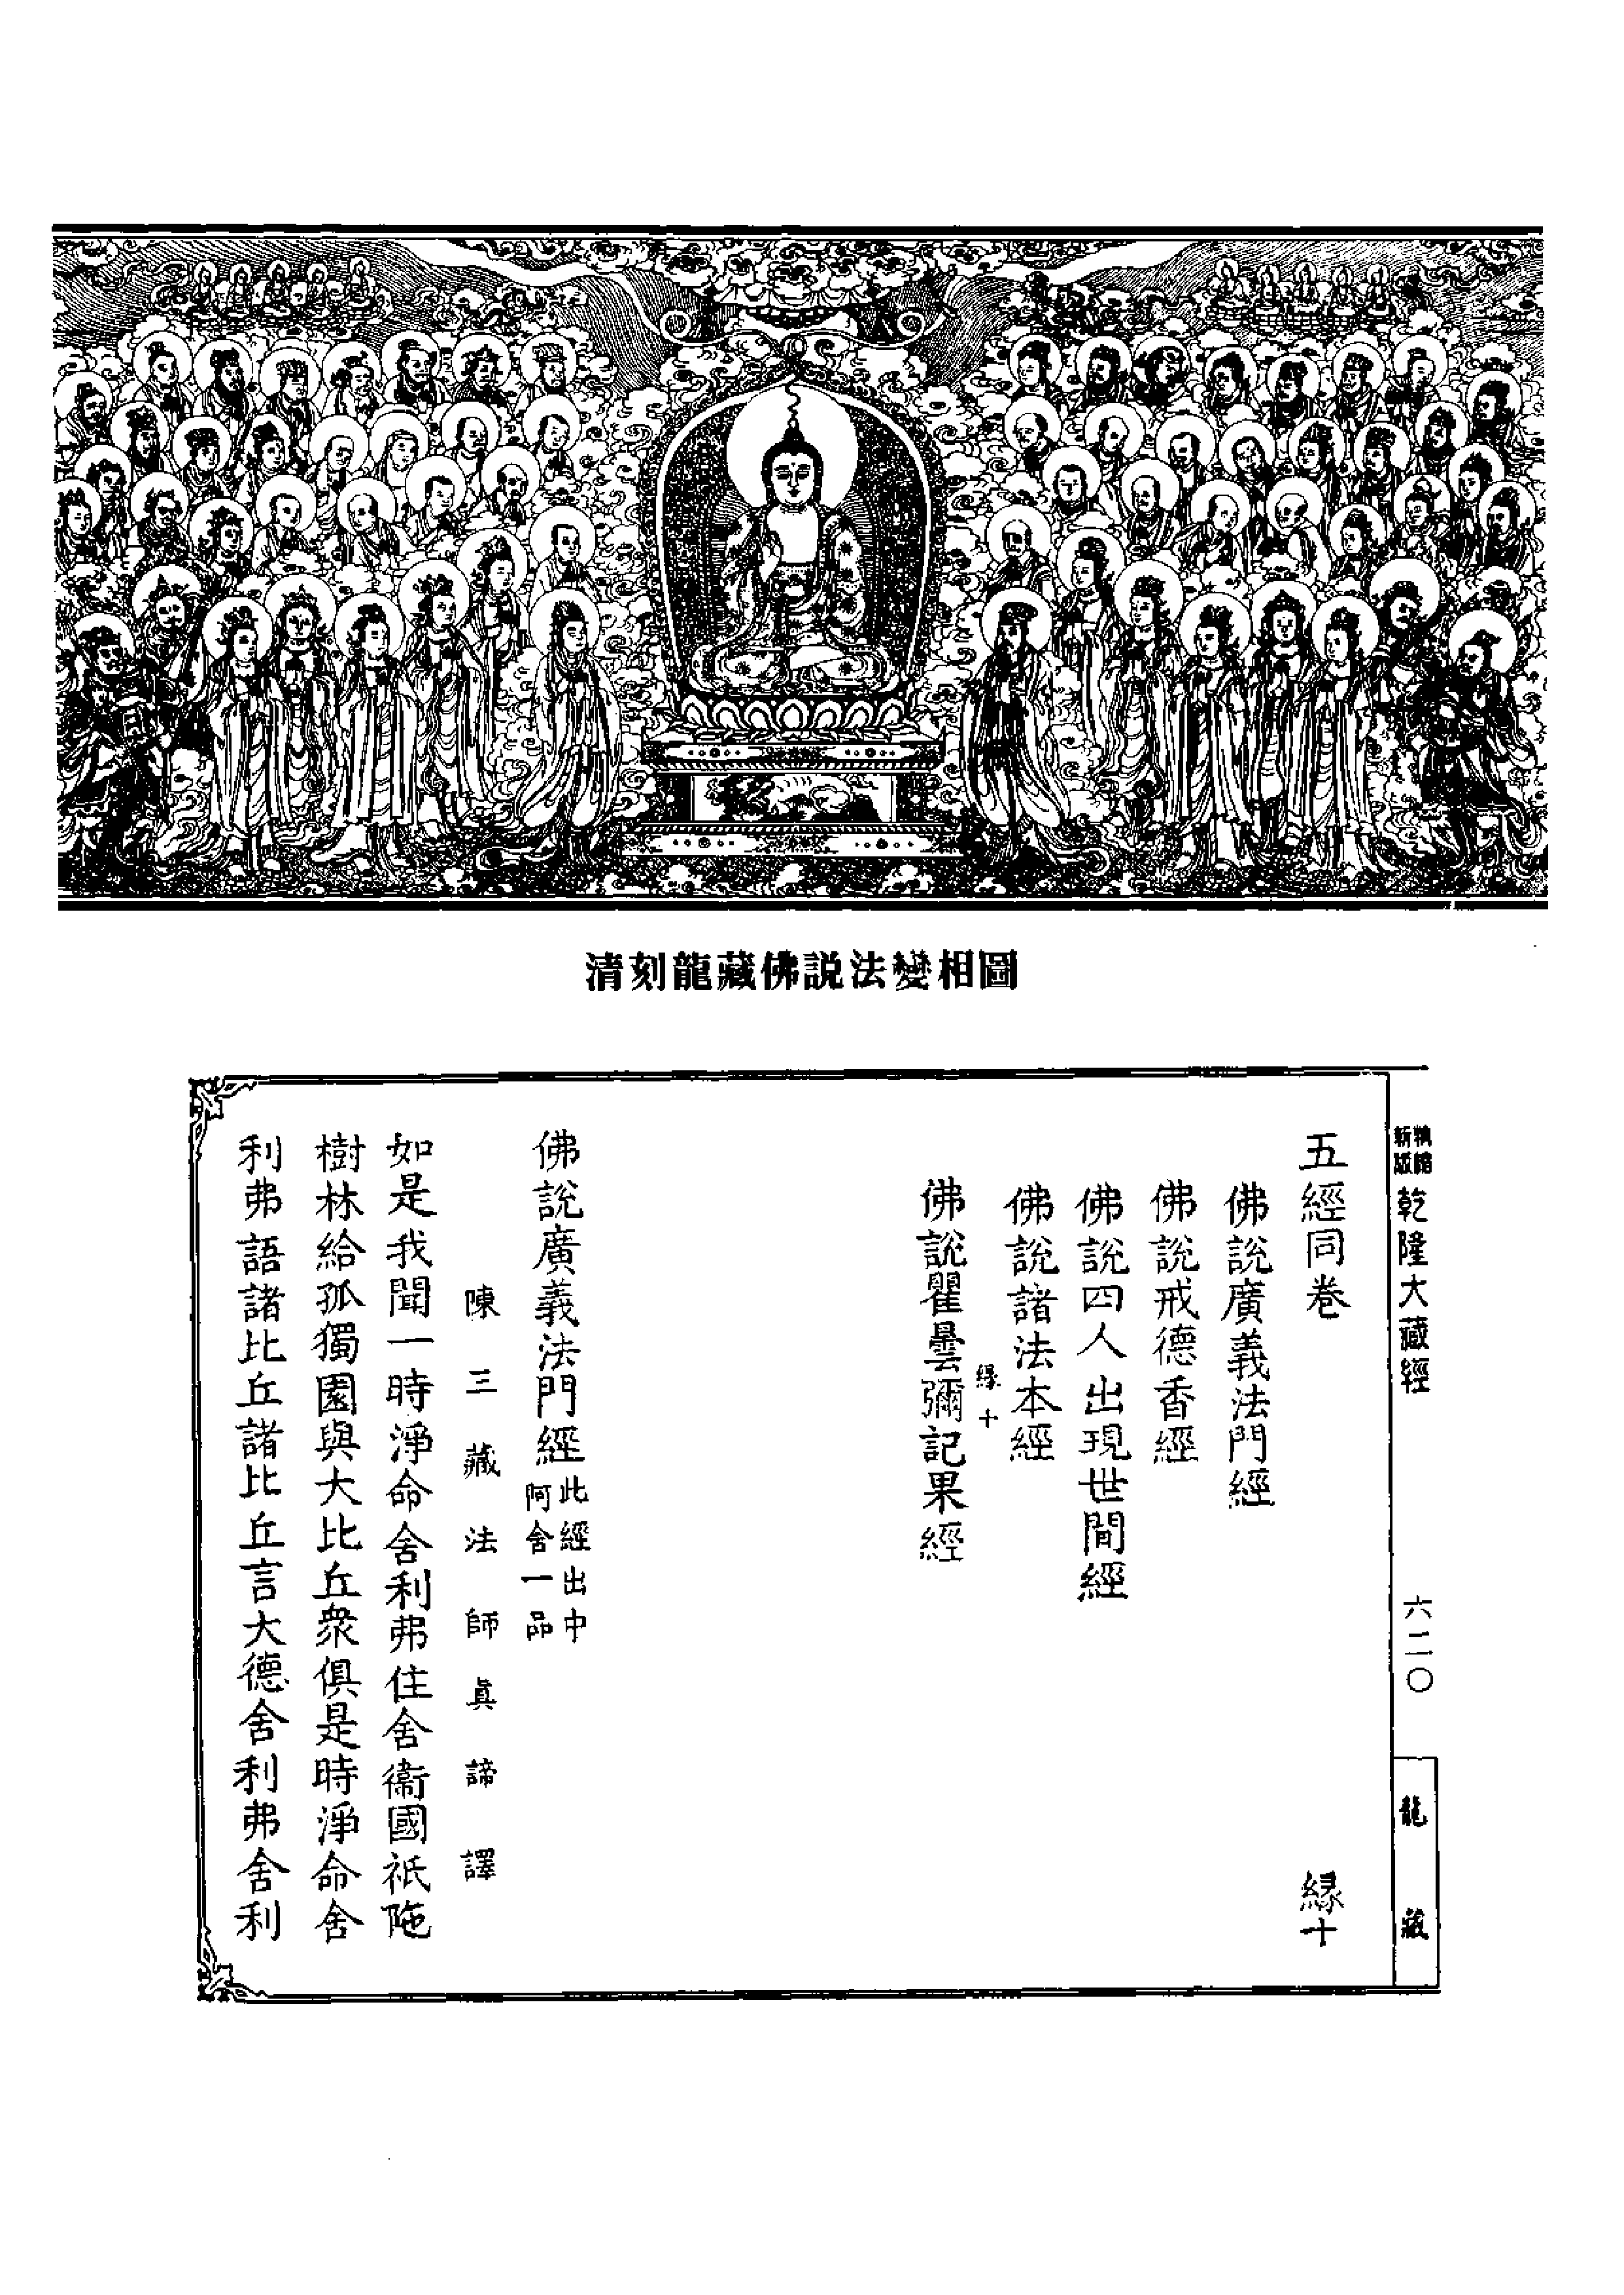 清刻龍藏佛説法變相圖
新版
乾隆大藏經
六二〇
龍藏
五經同卷 緣十
佛說廣義法門經
佛說戒德香經
佛說四人出現世間經
佛說諸法本經
緣十
佛說瞿曇彌記果經
佛說廣義法門經
此經出中
阿含一品
陳三藏法師真諦譯
如是我聞一時淨命舍利弗住舍衞國祇陁
樹林給孤獨園與大比丘衆俱是時淨命舍
利弗語諸比丘諸比丘言大德舍利弗舍利